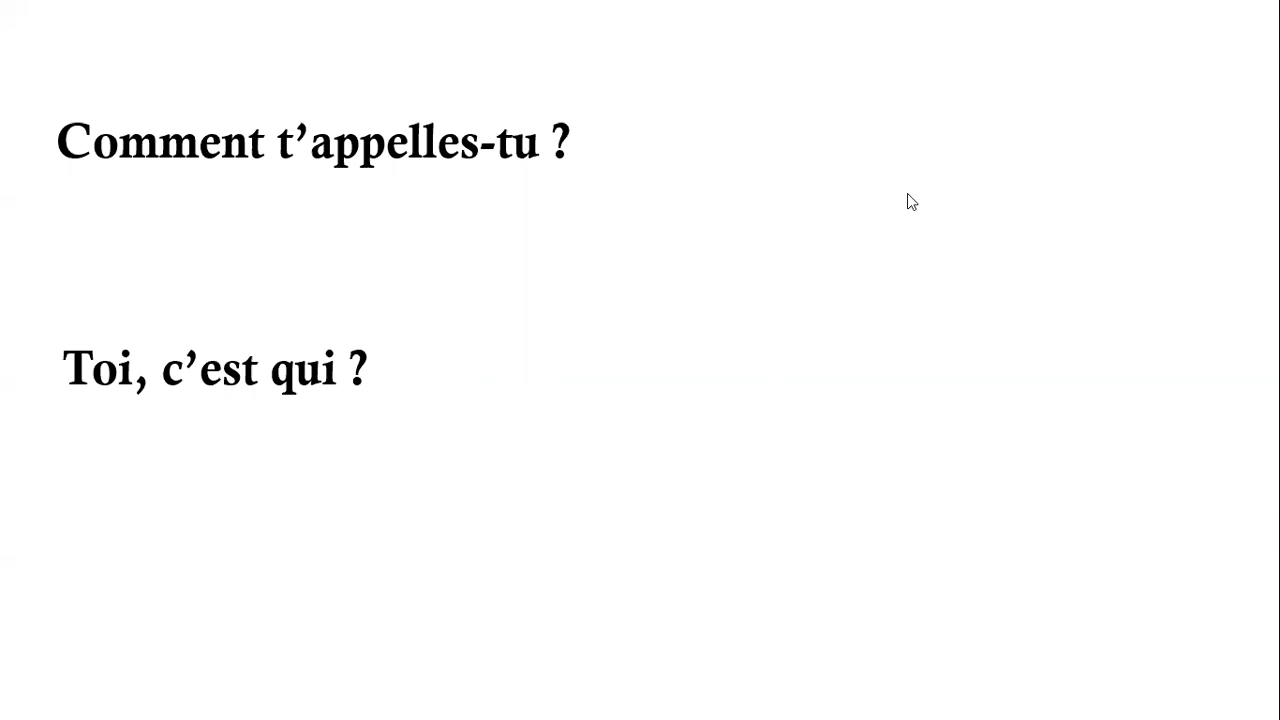 Comment t’appelles-tu ?
Toi, c’est qui ?